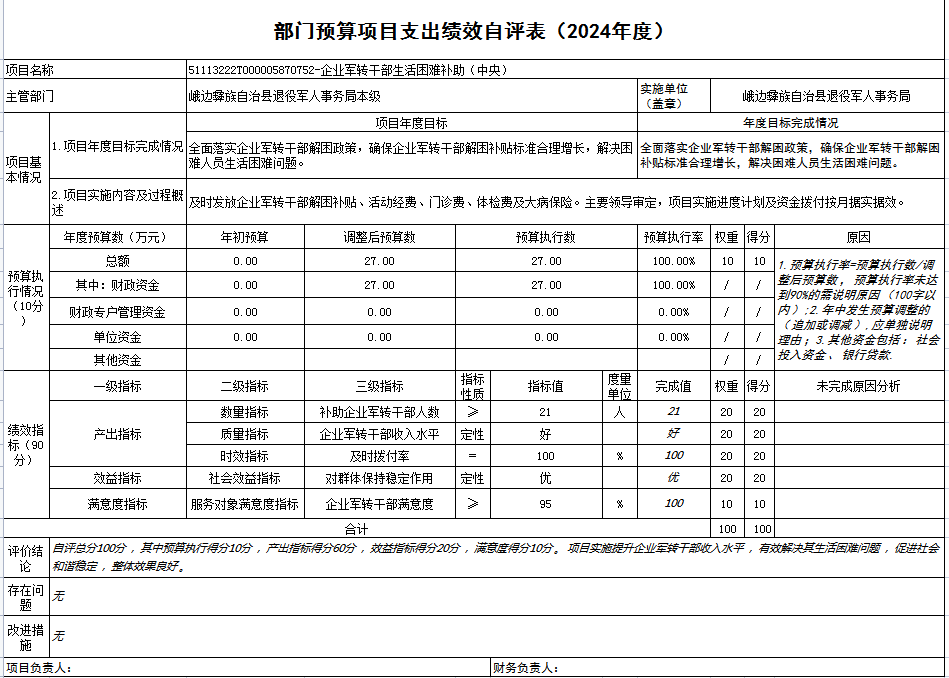 部门预算项目支出绩效自评表（2024年度）
项目名称 51113222T000005870752-企业军转干部生活困难补助（中央）
主管部门 峨边彝族自治县退役军人事务局本级 实施单位（盖章） 峨边彝族自治县退役军人事务局
项目基本情况 1.项目年度目标完成情况 项目年度目标 年度目标完成情况
全面落实企业军转干部解困政策，确保企业军转干部解困补贴标准合理增长，解决困
难人员生活困难问题。
全面落实企业军转干部解困政策，确保企业军转干部解困
补贴标准合理增长，解决困难人员生活困难问题。
2.项目实施内容及过程概述 及时发放企业军转干部解困补贴、活动经费、门诊费、体检费及大病保险。主要领导审定，项目实施进度计划及资金拨付按月据实据效。
预算执行情况（10分） 年度预算数（万元） 年初预算 调整后预算数 预算执行数 预算执行率 权重 得分 原因
总额 0.00 27.00 27.00 100.00% 10 10
其中：财政资金 0.00 27.00 27.00 100.00% / /
财政专户管理资金 0.00 0.00 0.00 0.00% / /
单位资金 0.00 0.00 0.00 0.00% / /
其他资金 / /
1.预算执行率=预算执行数/调
整后预算数，预算执行率未达
到90%的需说明原因（100字以
内）;2.年中发生预算调整的
（追加或调减）,应单独说明
理由；3.其他资金包括：社会
投入资金、银行贷款.
绩效指标（90分） 一级指标 二级指标 三级指标 指标性质 指标值 度量单位 完成值 权重 得分 未完成原因分析
产出指标 数量指标 补助企业军转干部人数 ≥ 21 人 21 20 20
质量指标 企业军转干部收入水平 定性 好 好 20 20
时效指标 及时拨付率 = 100 % 100 20 20
效益指标 社会效益指标 对群体保持稳定作用 定性 优 优 20 20
满意度指标 服务对象满意度指标 企业军转干部满意度 ≥ 95 % 100 10 10
合计 100 100
评价结论 自评总分100分，其中预算执行得分10分，产出指标得分60分，效益指标得分20分，满意度得分10分。项目实施提升企业军转干部收入水平，有效解决其生活困难问题，促进社会
和谐稳定，整体效果良好。
存在问题 无
改进措施 无
项目负责人： 财务负责人：